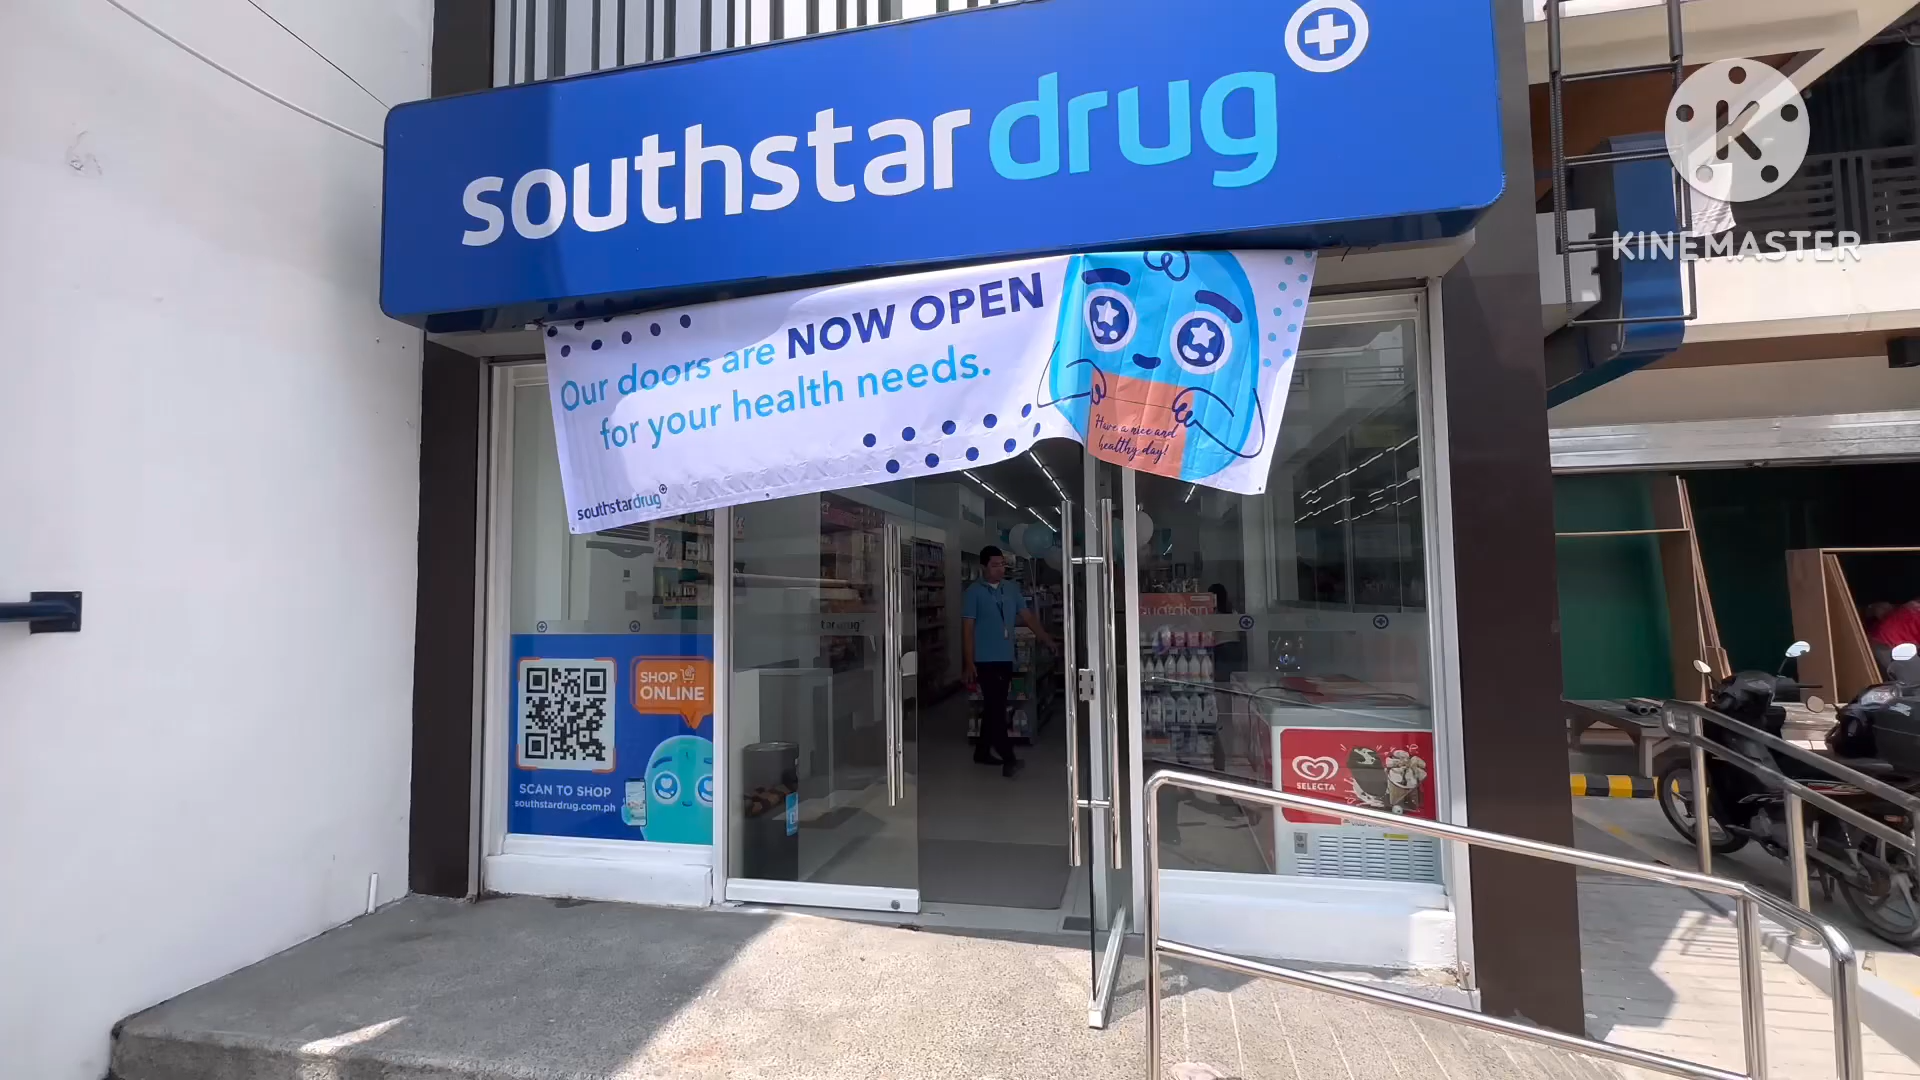 southstar drug
KINEMASTER
Our doors are NOW OPEN
for your health needs.
Have a nice and
healthy day!
southstardrug
guardian
SHOP
ONLINE
SCAN TO SHOP
southstardrug.com.ph
SELECTA